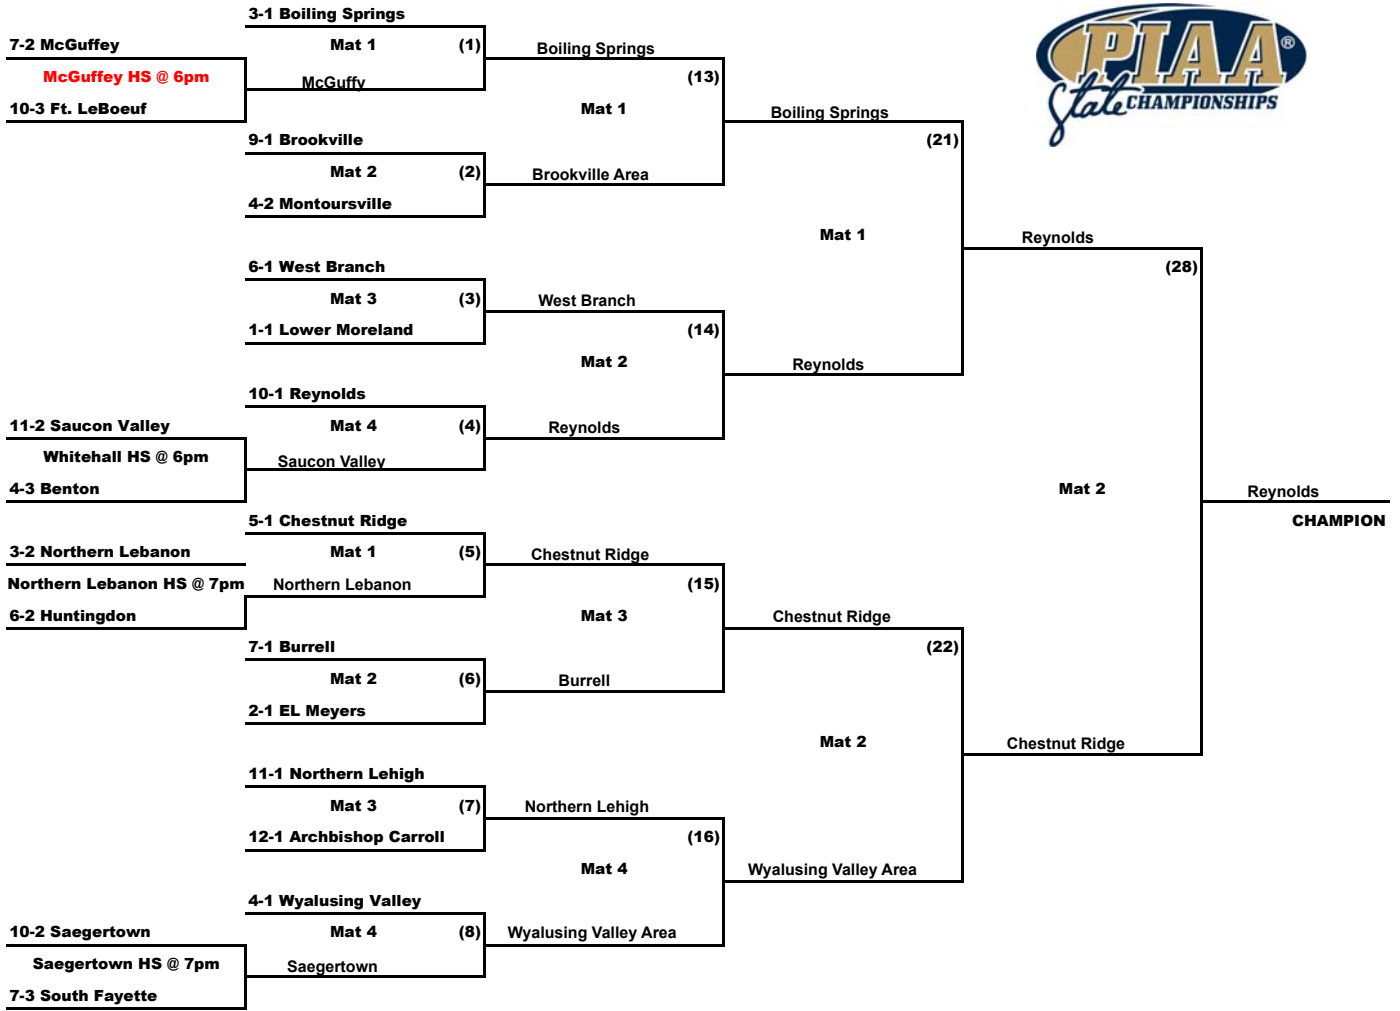 3-1 Boiling Springs
7-2 McGuffey
Mat 1
(1)
Boiling Springs
McGuffey HS @ 6pm
McGuffy
(13)
10-3 Ft. LeBoeuf
Mat 1
Boiling Springs
PIAA®
State CHAMPIONSHIPS
9-1 Brookville
(21)
Mat 2
(2)
Brookville Area
4-2 Montoursville
Mat 1
Reynolds
6-1 West Branch
(28)
Mat 3
(3)
West Branch
1-1 Lower Moreland
(14)
Mat 2
Reynolds
10-1 Reynolds
11-2 Saucon Valley
Mat 4
(4)
Reynolds
Whitehall HS @ 6pm
Saucon Valley
4-3 Benton
Mat 2
Reynolds
5-1 Chestnut Ridge
CHAMPION
3-2 Northern Lebanon
Mat 1
(5)
Chestnut Ridge
Northern Lebanon HS @ 7pm
Northern Lebanon
(15)
6-2 Huntingdon
Mat 3
Chestnut Ridge
7-1 Burrell
(22)
Mat 2
(6)
Burrell
2-1 EL Meyers
Mat 2
Chestnut Ridge
11-1 Northern Lehigh
Mat 3
(7)
Northern Lehigh
12-1 Archbishop Carroll
(16)
Mat 4
Wyalusing Valley Area
4-1 Wyalusing Valley
10-2 Saegertown
Mat 4
(8)
Wyalusing Valley Area
Saegertown HS @ 7pm
Saegertown
7-3 South Fayette